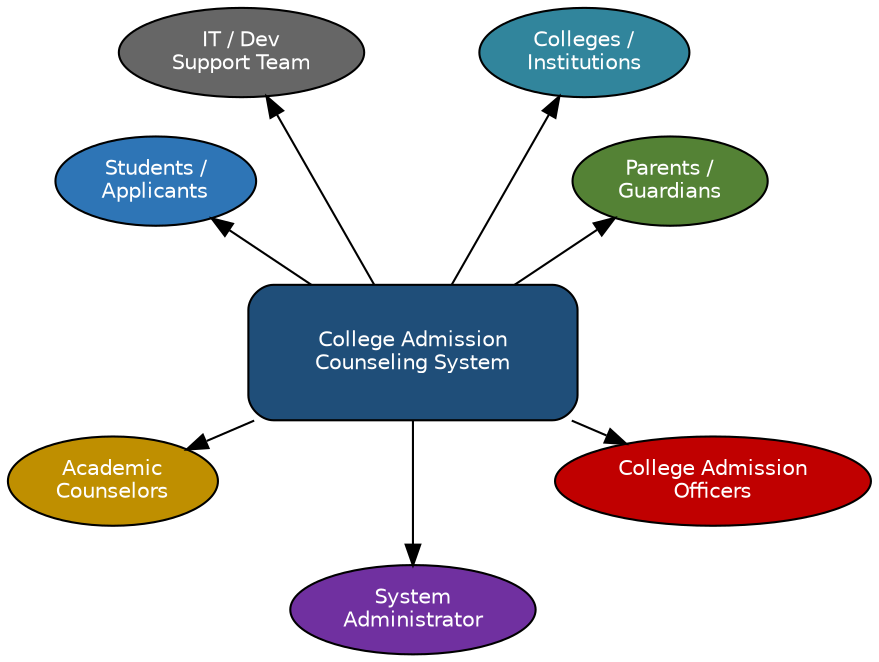 IT / Dev
Support Team
Colleges /
Institutions
Students /
Applicants
Parents /
Guardians
College Admission
Counseling System
Academic
Counselors
College Admission
Officers
System
Administrator